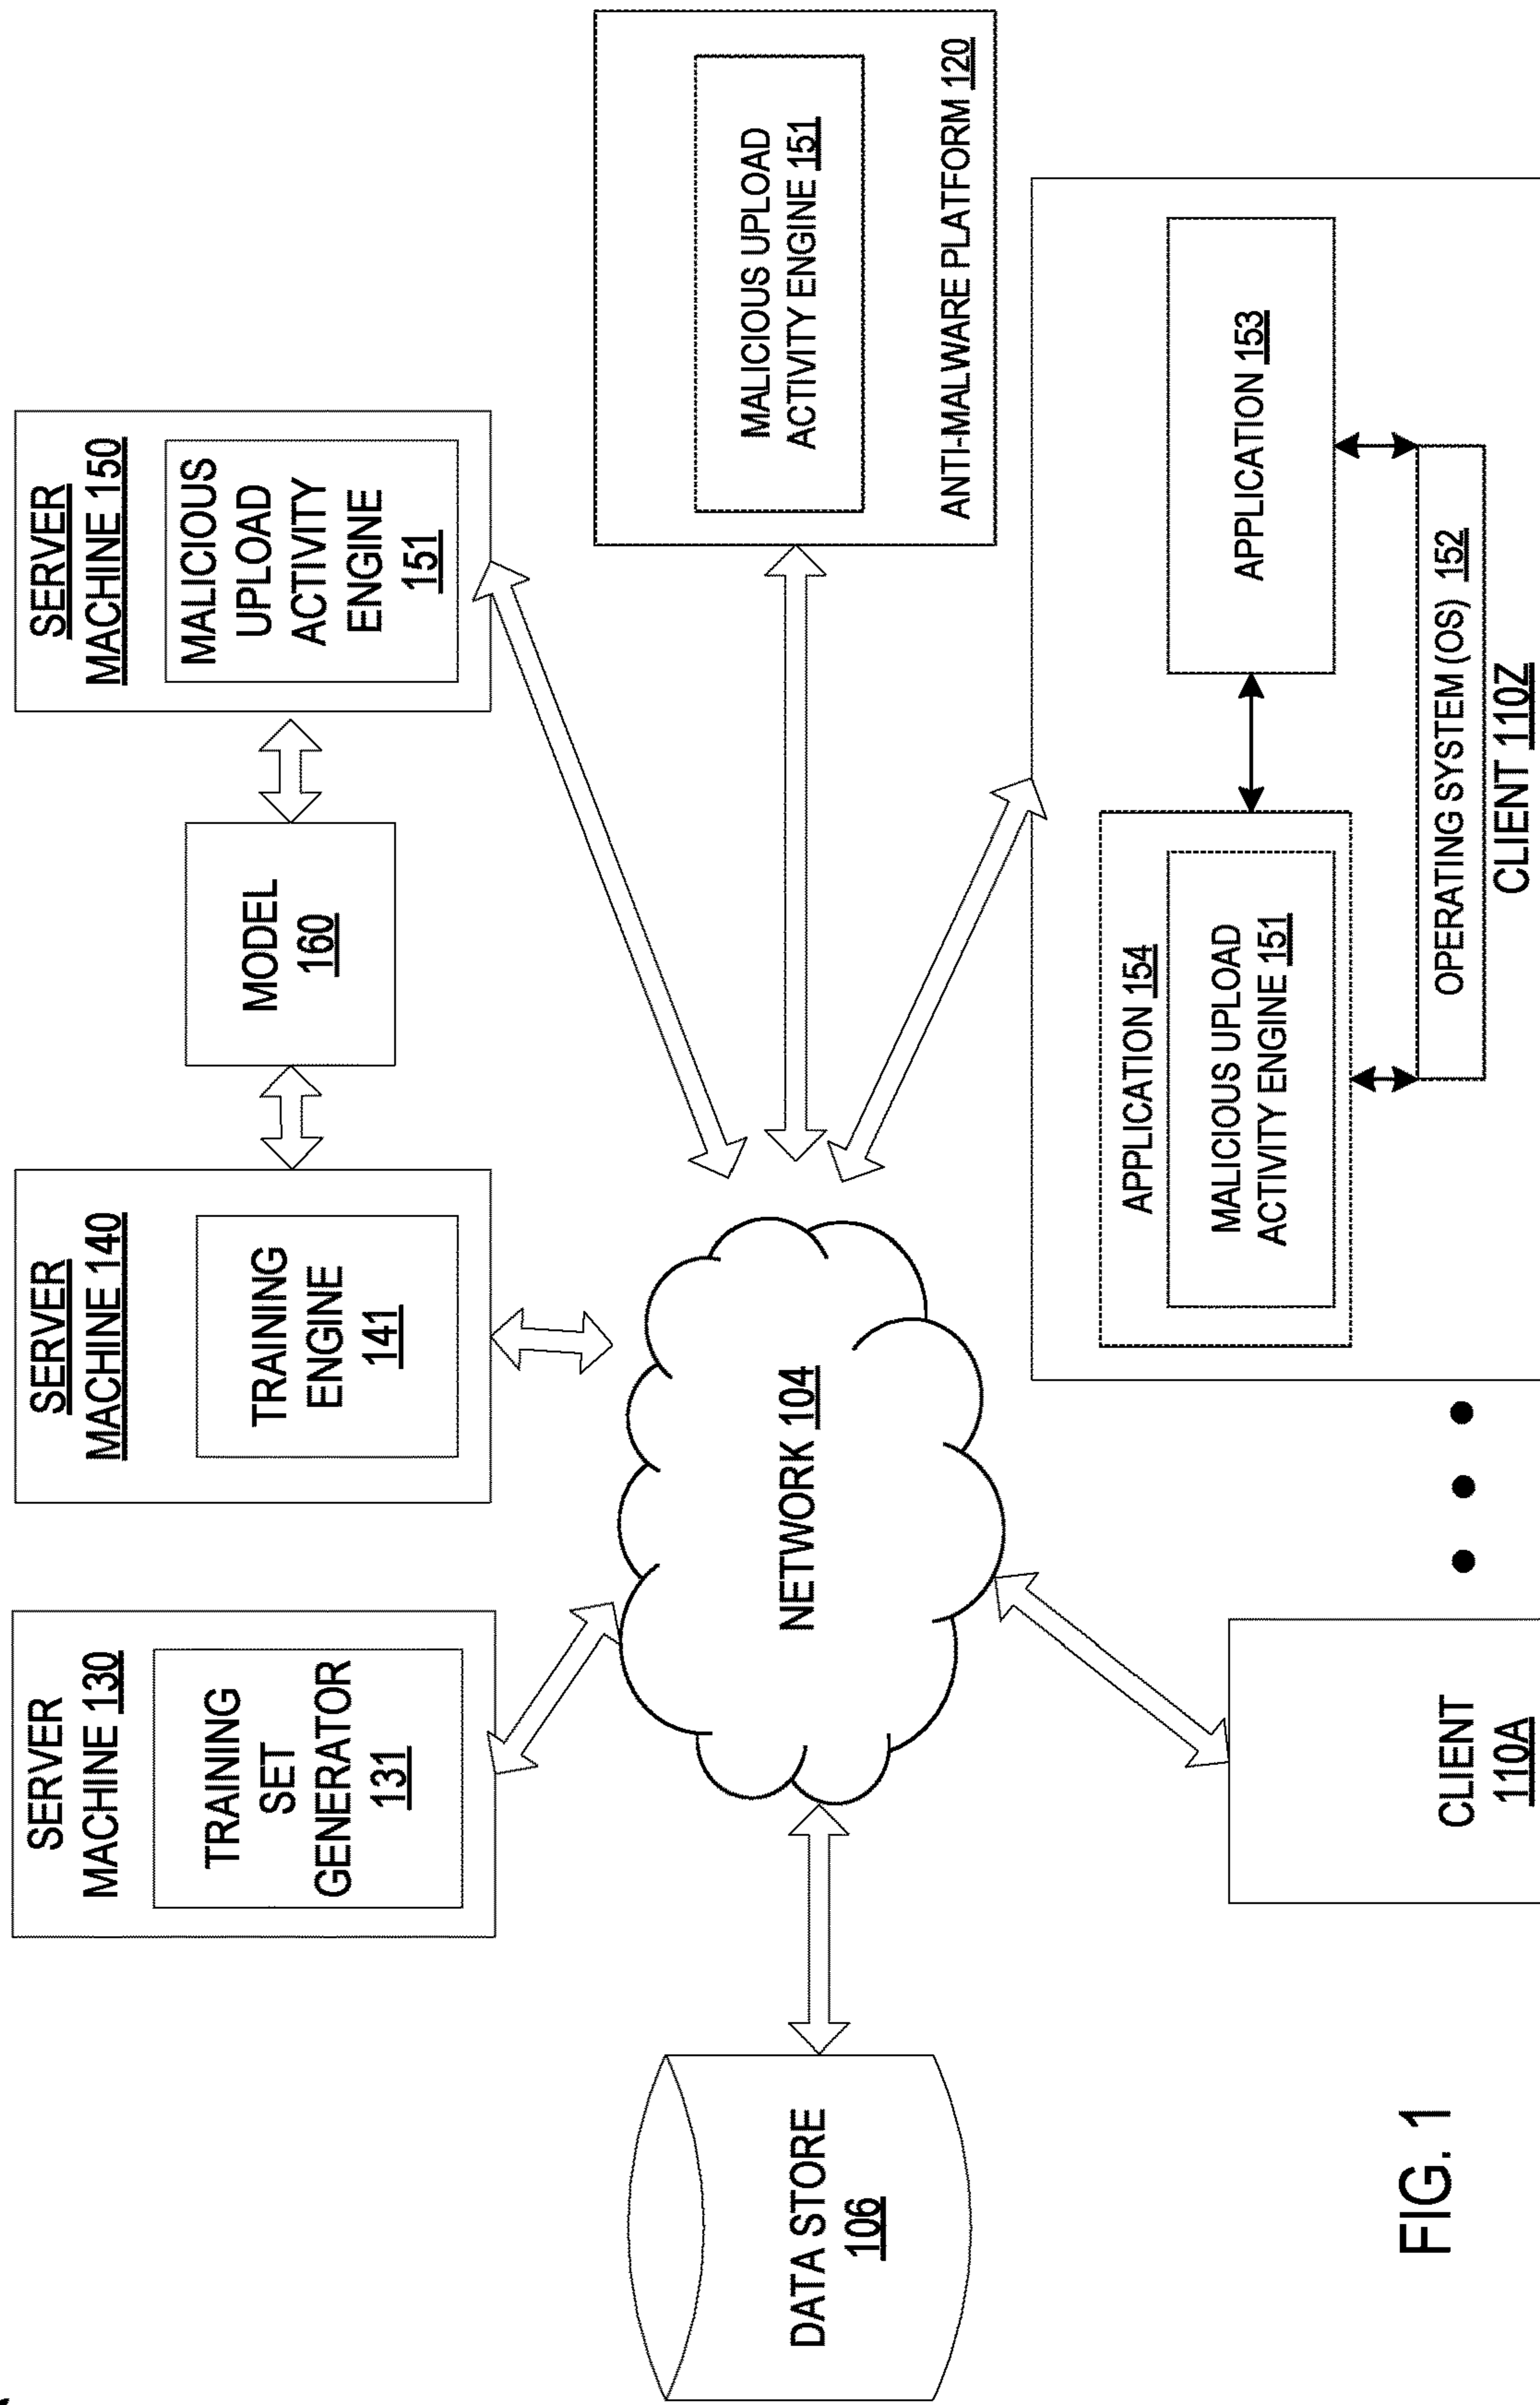 SERVER
MACHINE 130
TRAINING
SET
GENERATOR
131
SERVER
MACHINE 140
TRAINING
ENGINE
141
MODEL
160
SERVER
MACHINE 150
MALICIOUS
UPLOAD
ACTIVITY
ENGINE
151
DATA STORE
106
NETWORK 104
MALICIOUS UPLOAD
ACTIVITY ENGINE 151
ANTI-MALWARE PLATFORM 120
CLIENT
110A
APPLICATION 154
MALICIOUS UPLOAD
ACTIVITY ENGINE 151
APPLICATION 153
OPERATING SYSTEM (OS) 152
CLIENT 110Z
FIG. 1